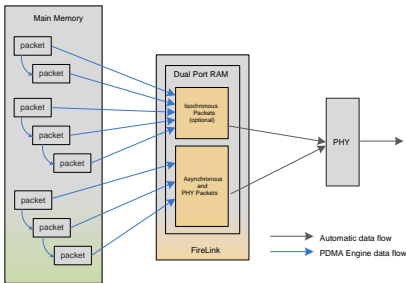 Main Memory
packet
packet
packet
packet
packet
packet
packet
packet
Dual Port RAM
Isochronous
Packets
(optional)
Asynchronous
and
PHY Packets
FireLink
PHY
Automatic data flow
PDMA Engine data flow